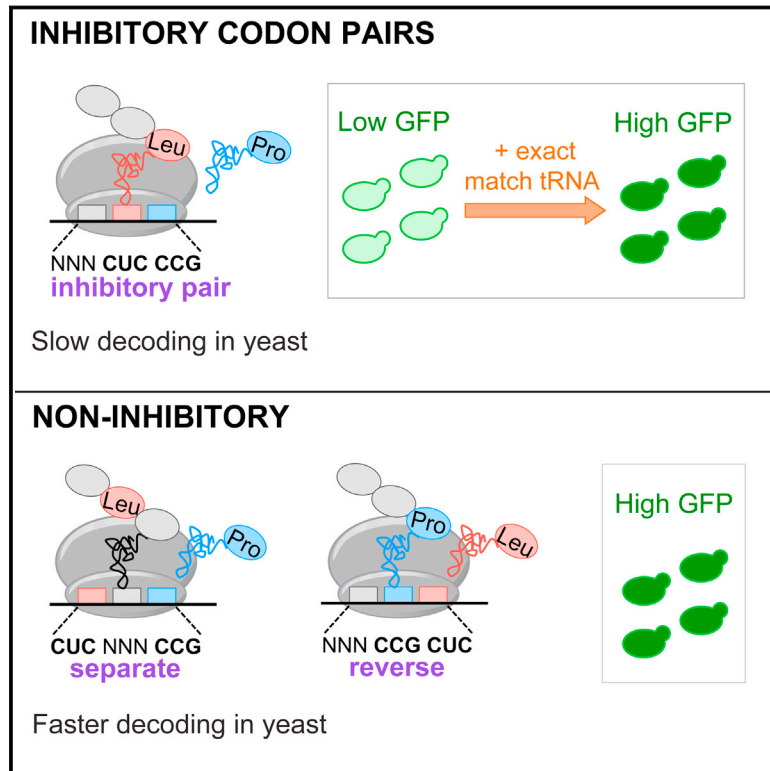 INHIBITORY CODON PAIRS
Leu
Pro
NNN CUC CCG
inhibitory pair
Low GFP
+ exact
match tRNA
High GFP
Slow decoding in yeast
NON-INHIBITORY
Leu
Pro
CUC NNN CCG
separate
Pro
Leu
NNN CCG CUC
reverse
High GFP
Faster decoding in yeast